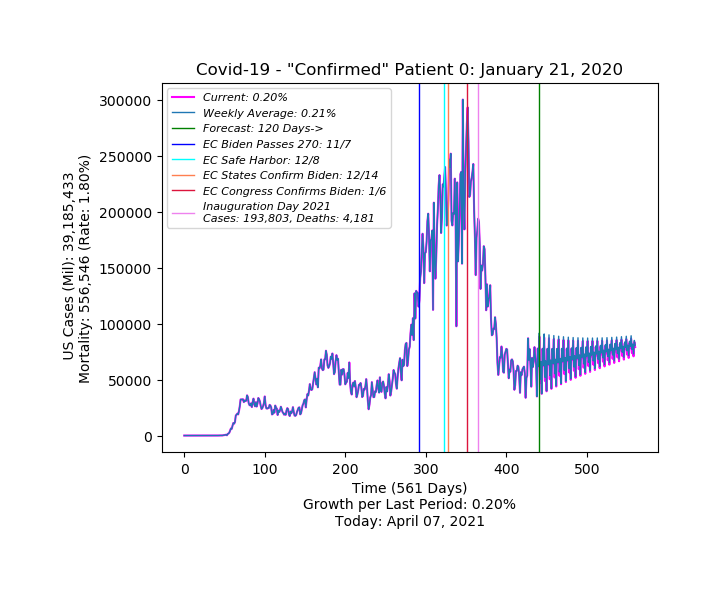 Covid-19 - "Confirmed" Patient 0: January 21, 2020
300000
250000
200000
150000
100000
50000
0
US Cases (Mil): 39,185,433
Mortality: 556,546 (Rate: 1.80%)
Current: 0.20%
Weekly Average: 0.21%
Forecast: 120 Days->
EC Biden Passes 270: 11/7
EC Safe Harbor: 12/8
EC States Confirm Biden: 12/14
EC Congress Confirms Biden: 1/6
Inauguration Day 2021
Cases: 193,803, Deaths: 4,181
0 100 200 300 400 500
Time (561 Days)
Growth per Last Period: 0.20%
Today: April 07, 2021